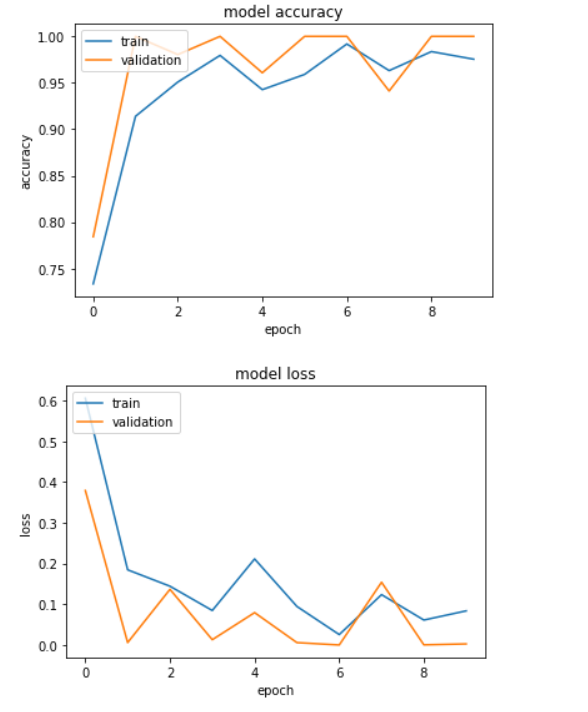 model accuracy
1.00
0.95
0.90
0.85
0.80
0.75
accuracy
train
validation
0 2 4 6 8
epoch
model loss
0.6
0.5
0.4
0.3
0.2
0.1
0.0
loss
train
validation
0 2 4 6 8
epoch